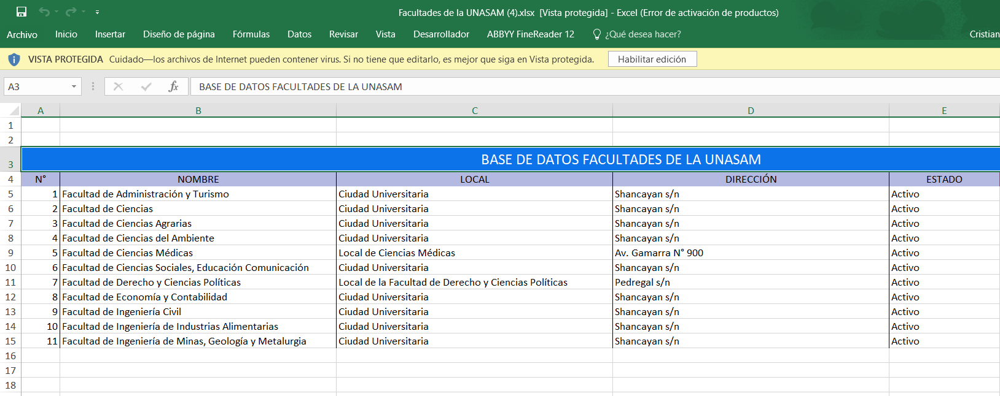 Facultades de la UNASAM (4).xlsx  [Vista protegida] - Excel (Error de activación de productos)
Archivo Inicio Insertar Diseño de página Fórmulas Datos Revisar Vista Desarrollador ABBYY FineReader 12 ¿Qué desea hacer? Cristian
VISTA PROTEGIDA Cuidado—los archivos de Internet pueden contener virus. Si no tiene que editarlo, es mejor que siga en Vista protegida. Habilitar edición
A3 fx BASE DE DATOS FACULTADES DE LA UNASAM
A B C D E
1
2
3 BASE DE DATOS FACULTADES DE LA UNASAM
4 N° NOMBRE LOCAL DIRECCIÓN ESTADO
5 1 Facultad de Administración y Turismo Ciudad Universitaria Shancayan s/n Activo
6 2 Facultad de Ciencias Ciudad Universitaria Shancayan s/n Activo
7 3 Facultad de Ciencias Agrarias Ciudad Universitaria Shancayan s/n Activo
8 4 Facultad de Ciencias del Ambiente Ciudad Universitaria Shancayan s/n Activo
9 5 Facultad de Ciencias Médicas Local de Ciencias Médicas Av. Gamarra N° 900 Activo
10 6 Facultad de Ciencias Sociales, Educación Comunicación Ciudad Universitaria Shancayan s/n Activo
11 7 Facultad de Derecho y Ciencias Políticas Local de la Facultad de Derecho y Ciencias Políticas Pedregal s/n Activo
12 8 Facultad de Economía y Contabilidad Ciudad Universitaria Shancayan s/n Activo
13 9 Facultad de Ingeniería Civil Ciudad Universitaria Shancayan s/n Activo
14 10 Facultad de Ingeniería de Industrias Alimentarias Ciudad Universitaria Shancayan s/n Activo
15 11 Facultad de Ingeniería de Minas, Geología y Metalurgia Ciudad Universitaria Shancayan s/n Activo
16
17
18